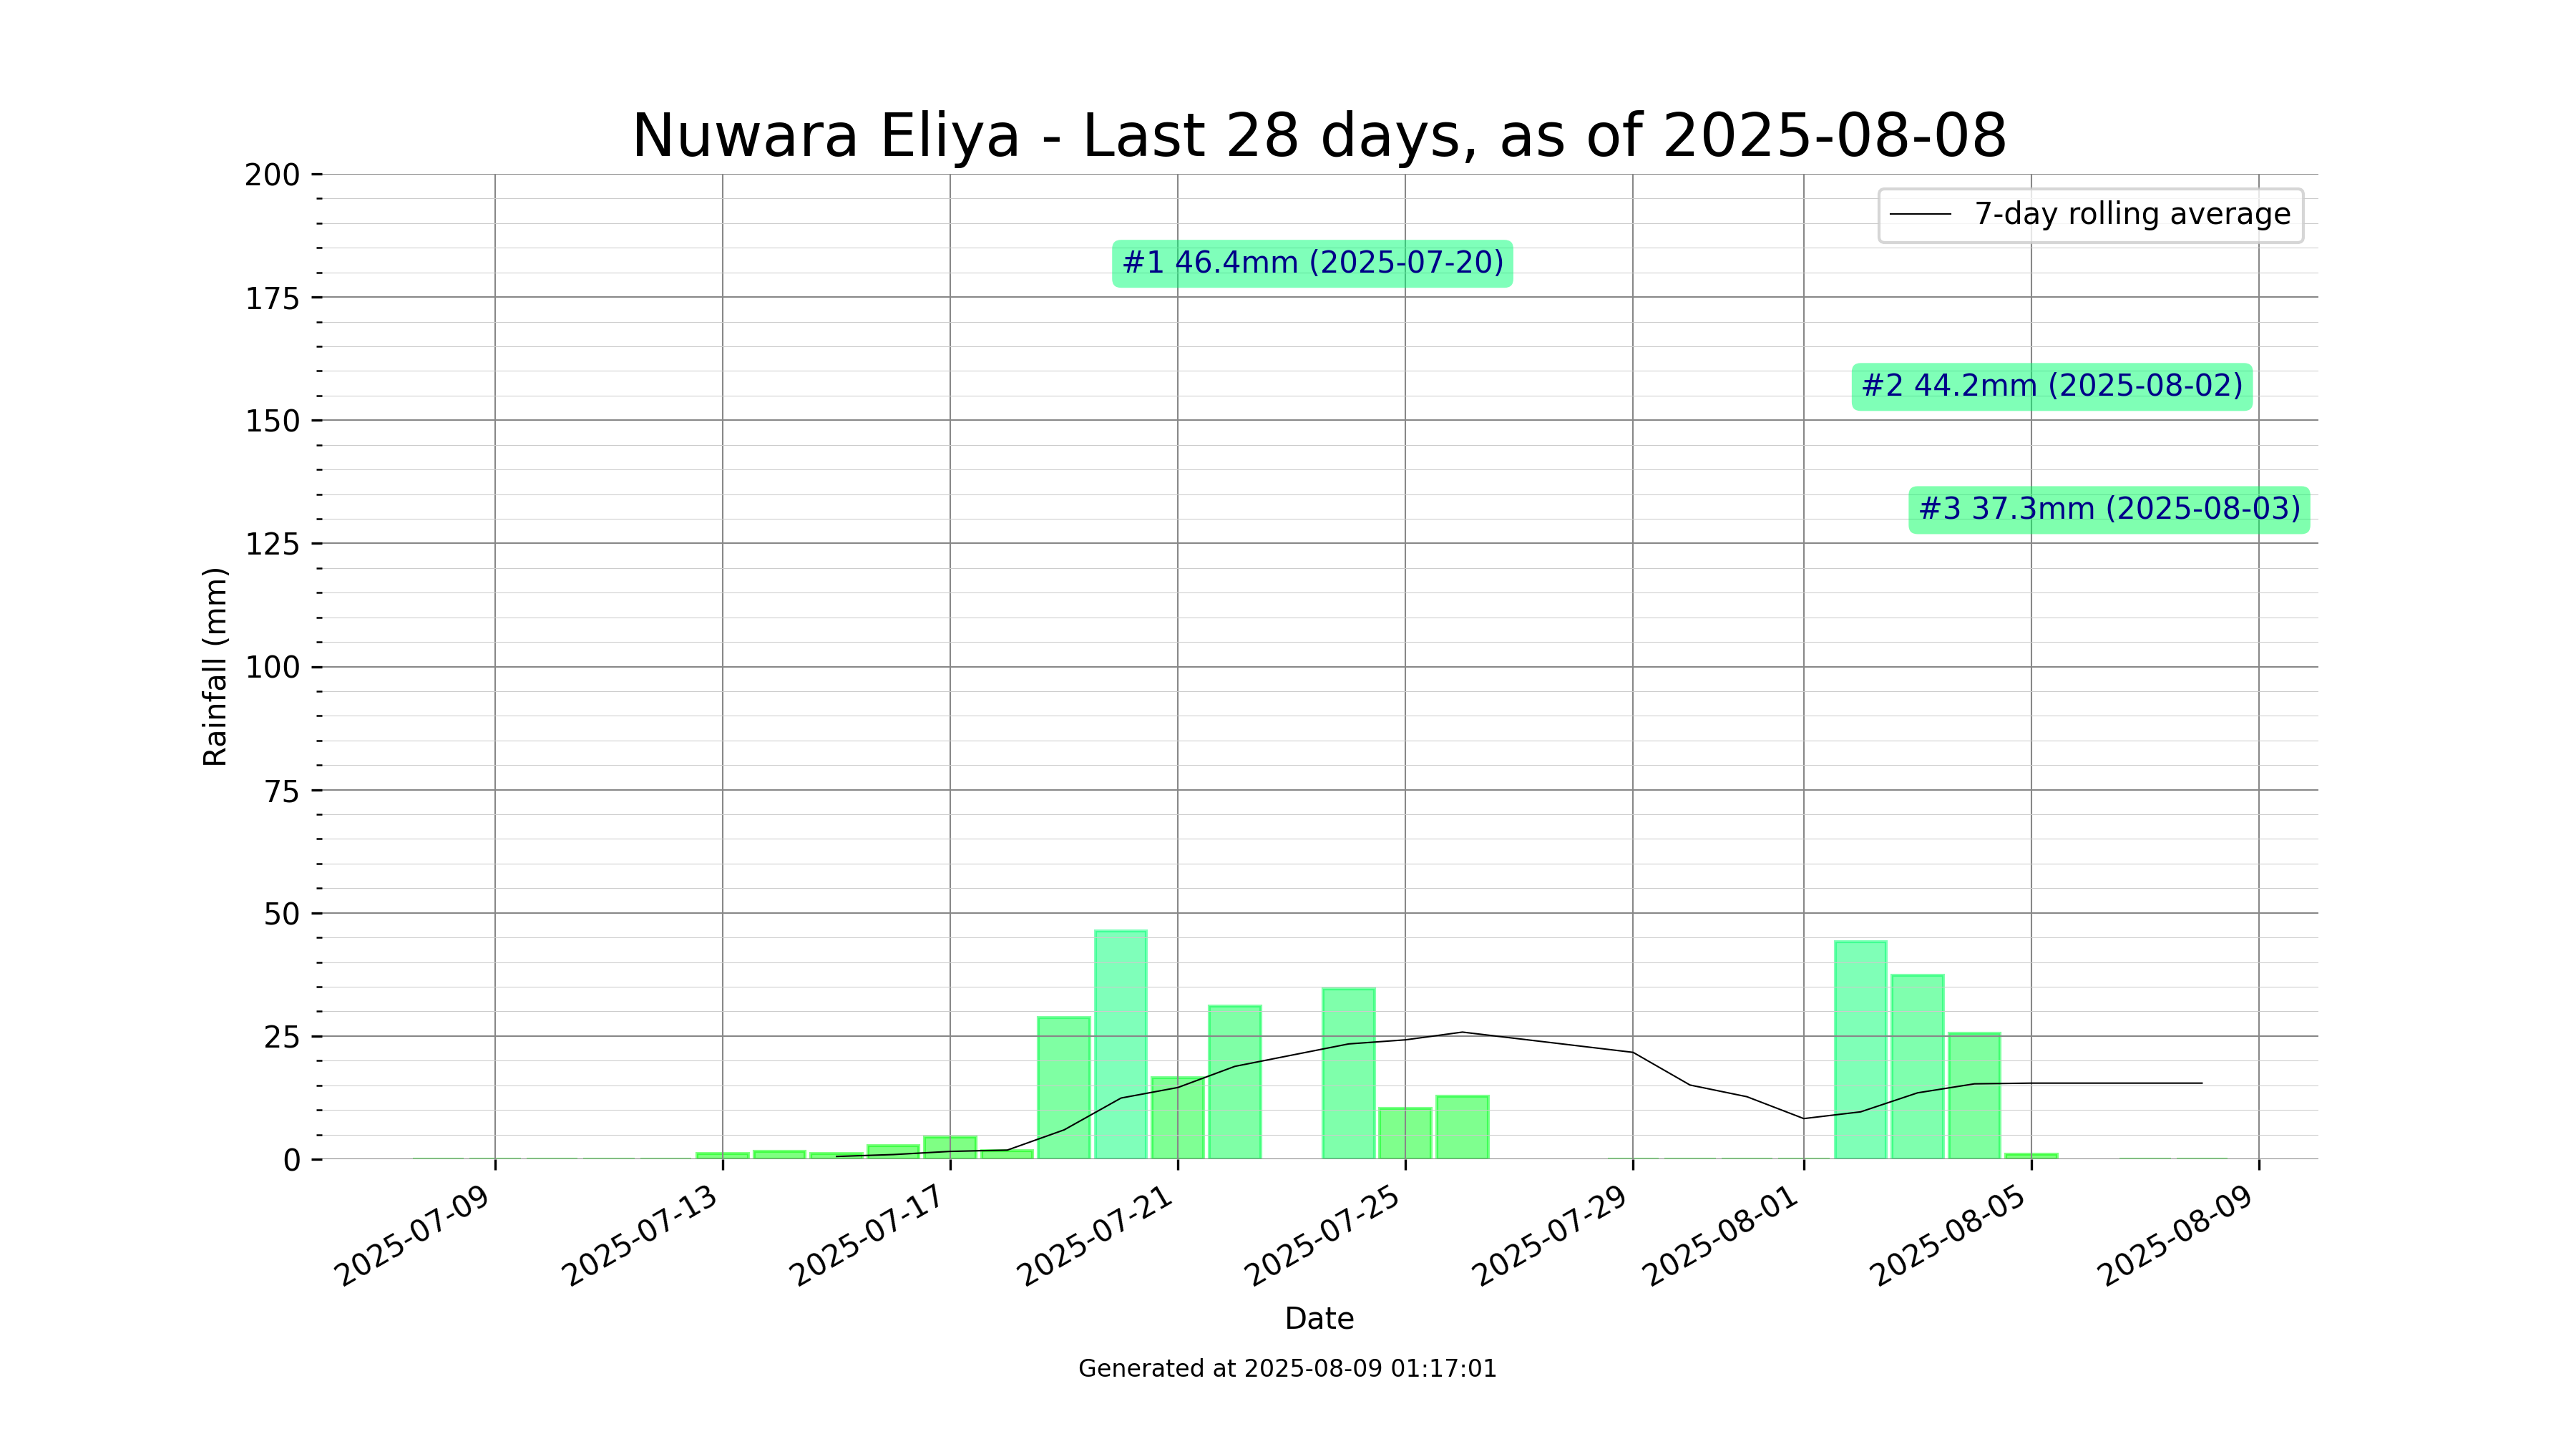 Nuwara Eliya - Last 28 days, as of 2025-08-08
7-day rolling average
#1 46.4mm (2025-07-20)
#2 44.2mm (2025-08-02)
#3 37.3mm (2025-08-03)
Rainfall (mm)
200
175
150
125
100
75
50
25
0
2025-07-09
2025-07-13
2025-07-17
2025-07-21
2025-07-25
2025-07-29
2025-08-01
2025-08-05
2025-08-09
Date
Generated at 2025-08-09 01:17:01